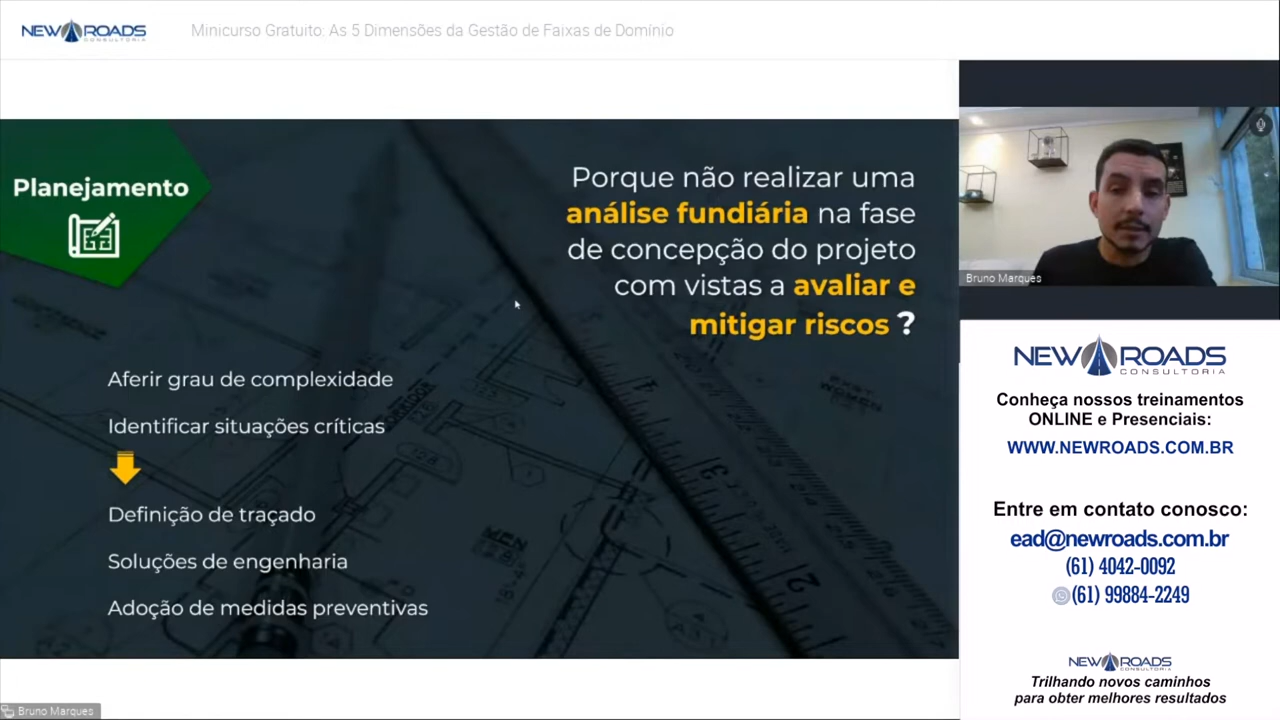 NEW ROADS
CONSULTORIA
Minicurso Gratuito: As 5 Dimensões da Gestão de Faixas de Domínio
Planejamento
Porque não realizar uma
análise fundiária na fase
de concepção do projeto
com vistas a avaliar e
mitigar riscos ?
Aferir grau de complexidade
Identificar situações críticas
Definição de traçado
Soluções de engenharia
Adoção de medidas preventivas
Bruno Marques
Bruno Marques
NEW ROADS
CONSULTORIA
Conheça nossos treinamentos
ONLINE e Presenciais:
WWW.NEWROADS.COM.BR
Entre em contato conosco:
ead@newroads.com.br
(61) 4042-0092
(61) 99884-2249
NEW ROADS
CONSULTORIA
Trilhando novos caminhos
para obter melhores resultados